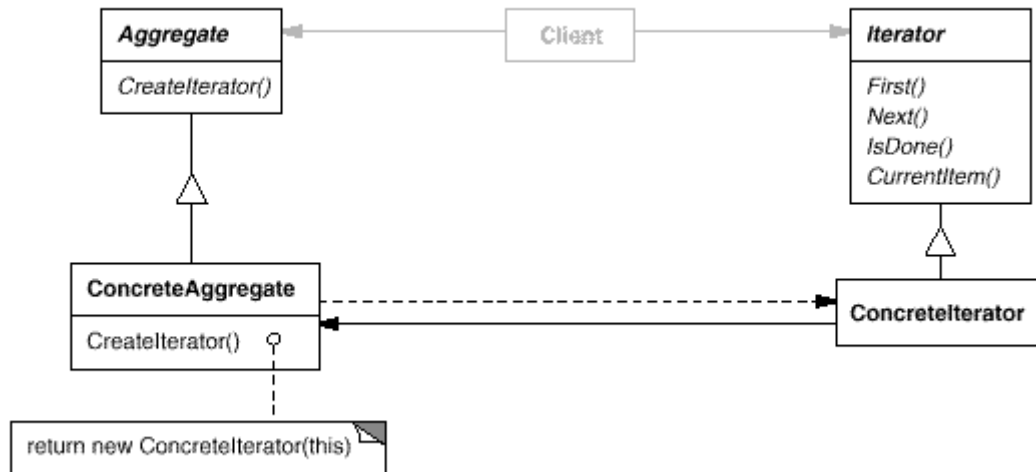 Aggregate
CreateIterator()
Client
Iterator
First()
Next()
IsDone()
CurrentItem()
ConcreteAggregate
CreateIterator()
ConcreteIterator
return new ConcreteIterator(this)